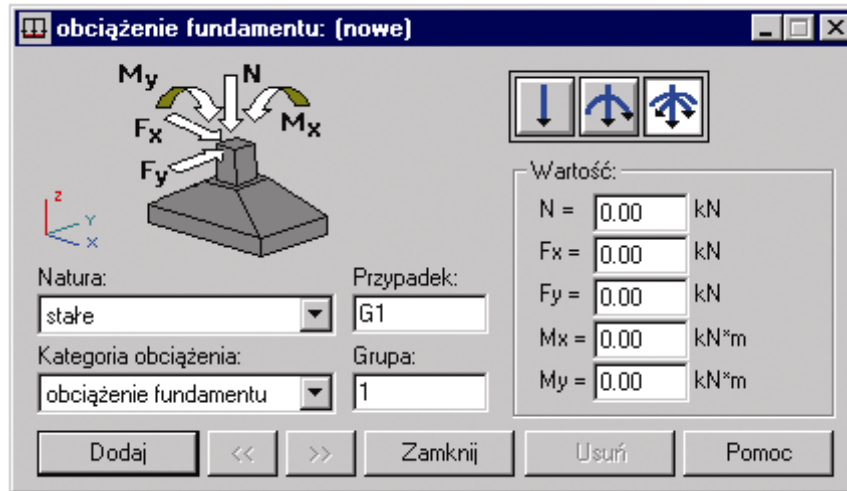 obciążenie fundamentu: (nowe)
My N Mx
Fx
Fy
z
Y
X
Wartość:
N = 0.00 kN
Fx = 0.00 kN
Fy = 0.00 kN
Mx = 0.00 kN*m
My = 0.00 kN*m
Natura: Przypadek:
stałe G1
Kategoria obciążenia: Grupa:
obciążenie fundamentu 1
Dodaj << >> Zamknij Usuń Pomoc